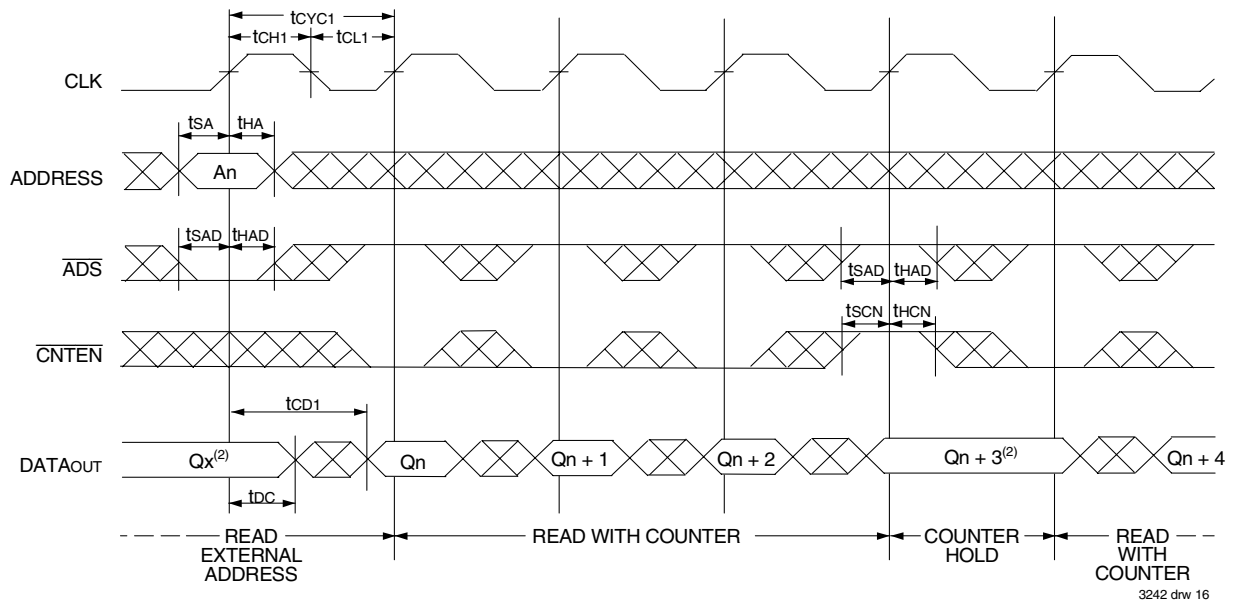 tCYC1
tCH1
tCL1
CLK
tSA
tHA
ADDRESS
An
tSAD
tHAD
ADS
tSAD
tHAD
tSCN
tHCN
CNTEN
tCD1
DATAOUT
Qx(2)
Qn
Qn + 1
Qn + 2
Qn + 3(2)
Qn + 4
tDC
READ
EXTERNAL
ADDRESS
READ WITH COUNTER
COUNTER
HOLD
READ
WITH
COUNTER
3242 drw 16